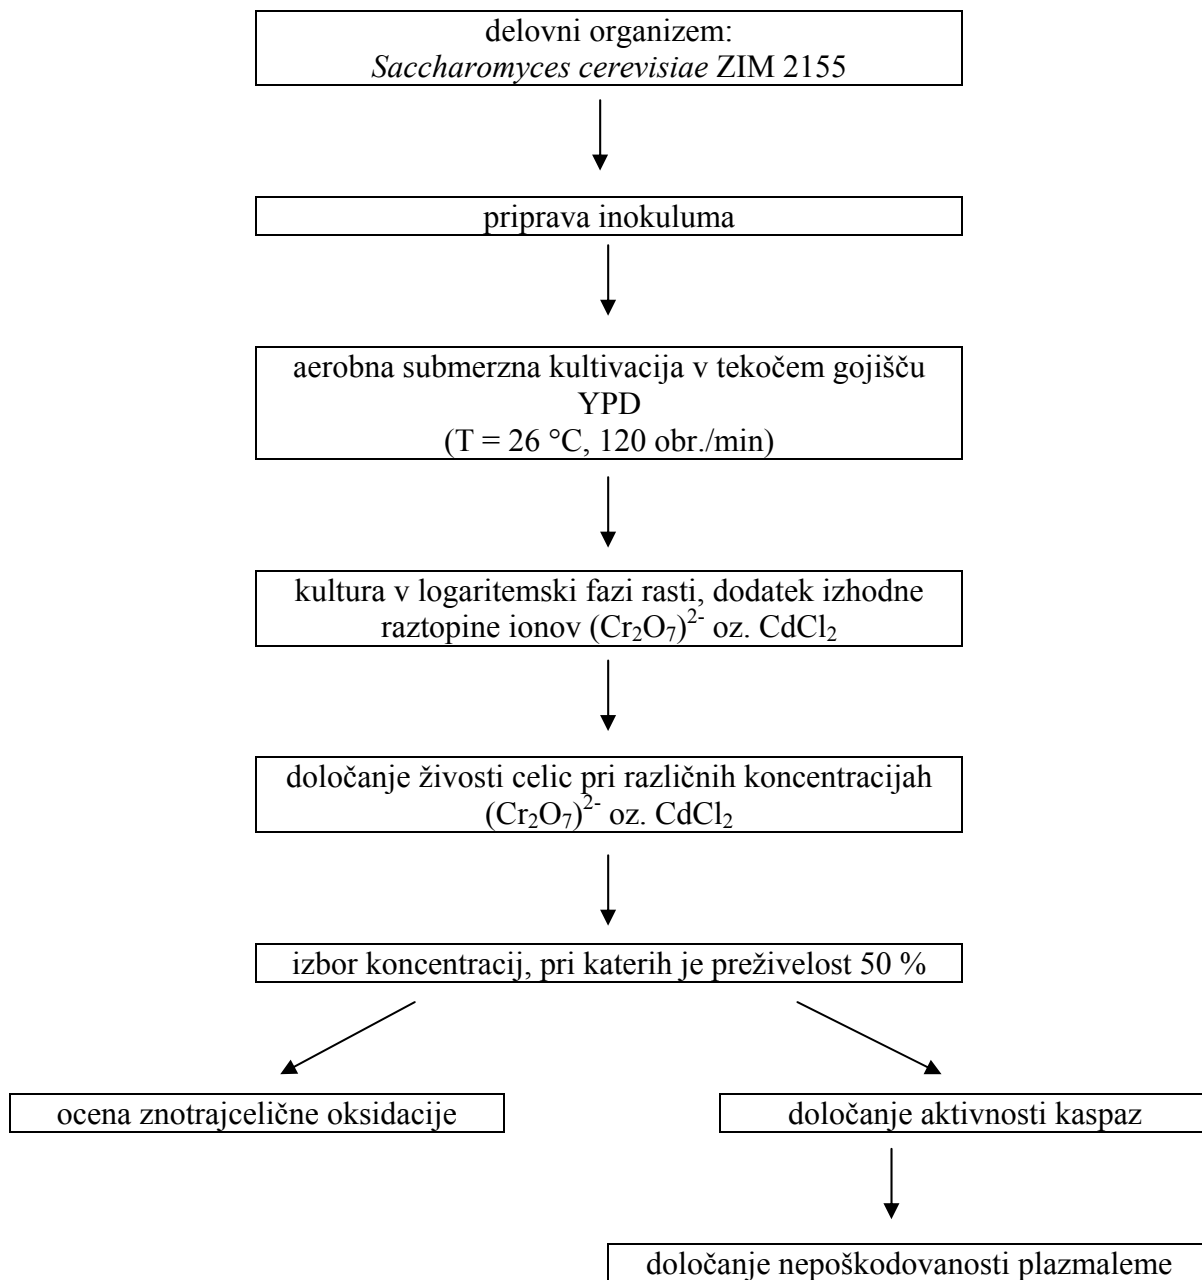 delovni organizem:
Saccharomyces cerevisiae ZIM 2155
priprava inokuluma
aerobna submerzna kultivacija v tekočem gojišču
YPD
(T = 26 °C, 120 obr./min)
kultura v logaritemski fazi rasti, dodatek izhodne
raztopine ionov (Cr₂O₇)²⁻ oz. CdCl₂
določanje živosti celic pri različnih koncentracijah
(Cr₂O₇)²⁻ oz. CdCl₂
izbor koncentracij, pri katerih je preživelost 50 %
ocena znotrajcelične oksidacije
določanje aktivnosti kaspaz
določanje nepoškodovanosti plazmaleme